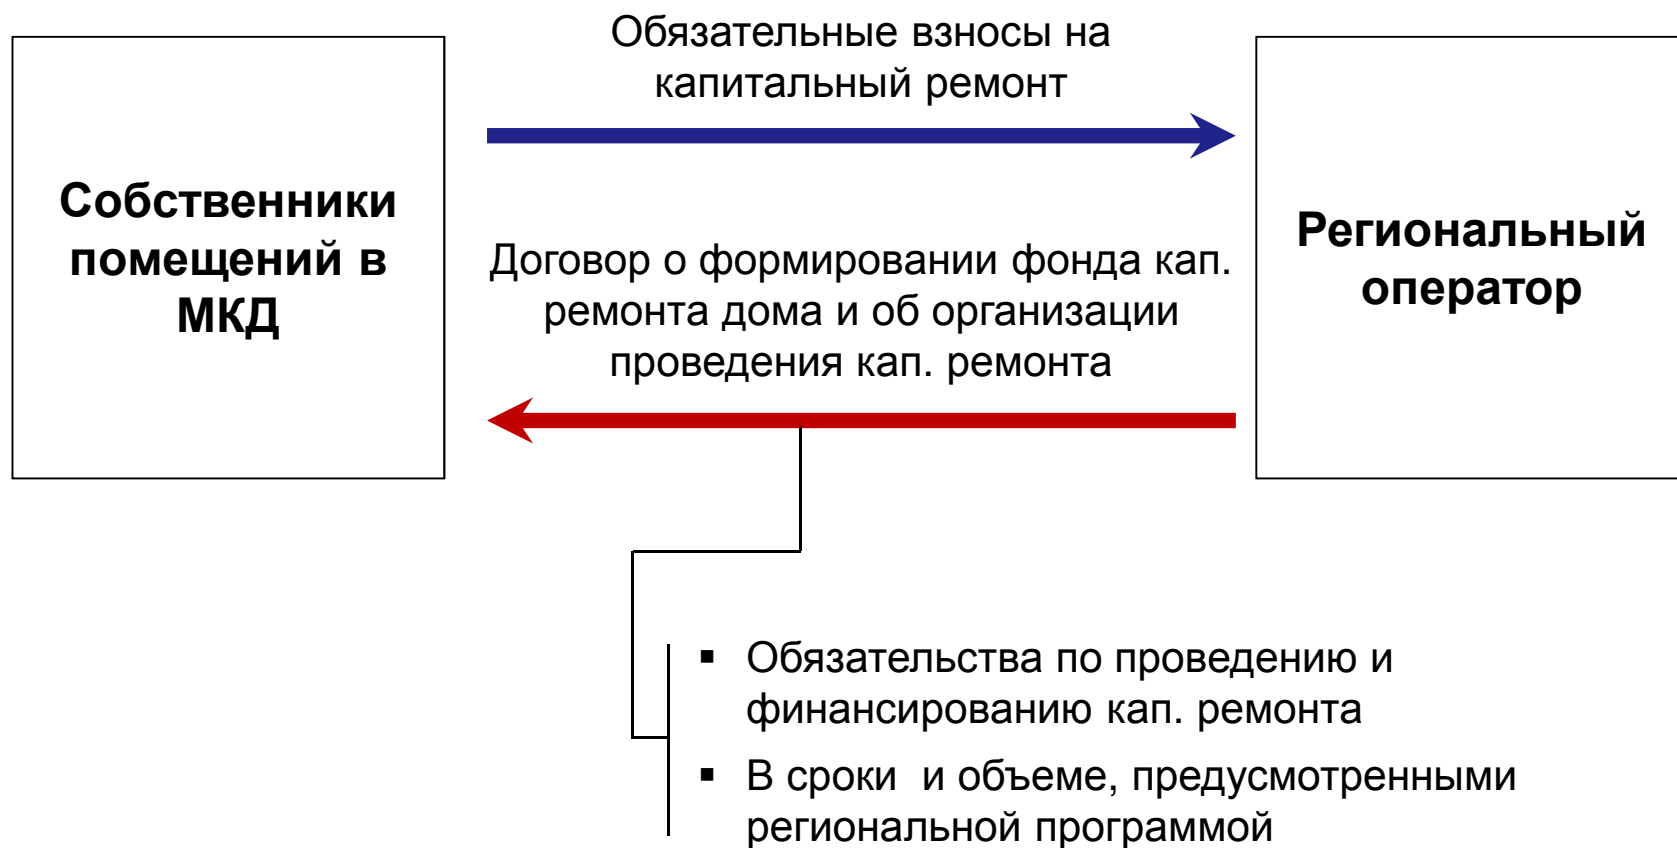 Обязательные взносы на
капитальный ремонт
Собственники
помещений в
МКД
Региональный
оператор
Договор о формировании фонда кап.
ремонта дома и об организации
проведения кап. ремонта
▪ Обязательства по проведению и
финансированию кап. ремонта
▪ В сроки  и объеме, предусмотренными
региональной программой